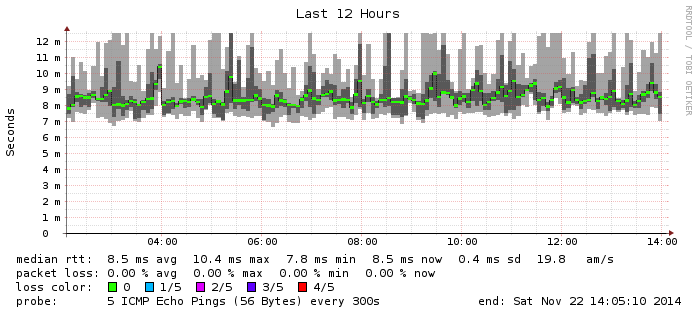 Last 12 Hours
RRDTOOL / TOBI OETIKER
Seconds
12 m
11 m
10 m
9 m
8 m
7 m
6 m
5 m
4 m
3 m
2 m
1 m
0
04:00 06:00 08:00 10:00 12:00 14:00
median rtt: 8.5 ms avg 10.4 ms max 7.8 ms min 8.5 ms now 0.4 ms sd 19.8 am/s
packet loss: 0.00 % avg 0.00 % max 0.00 % min 0.00 % now
loss color: 0 1/5 2/5 3/5 4/5
probe: 5 ICMP Echo Pings (56 Bytes) every 300s end: Sat Nov 22 14:05:10 2014